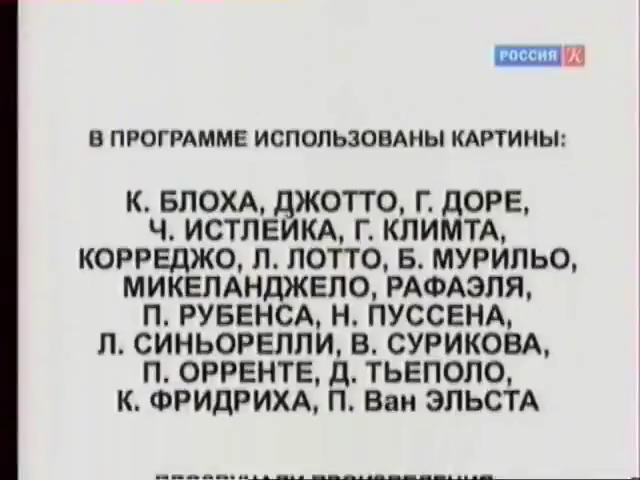 РОССИЯ К
В ПРОГРАММЕ ИСПОЛЬЗОВАНЫ КАРТИНЫ:
К. БЛОХА, ДЖОТТО, Г. ДОРЕ,
Ч. ИСТЛЕЙКА, Г. КЛИМТА,
КОРРЕДЖО, Л. ЛОТТО, Б. МУРИЛЬО,
МИКЕЛАНДЖЕЛО, РАФАЭЛЯ,
П. РУБЕНСА, Н. ПУССЕНА,
Л. СИНЬОРЕЛЛИ, В. СУРИКОВА,
П. ОРРЕНТЕ, Д. ТЬЕПОЛО,
К. ФРИДРИХА, П. Ван ЭЛЬСТА